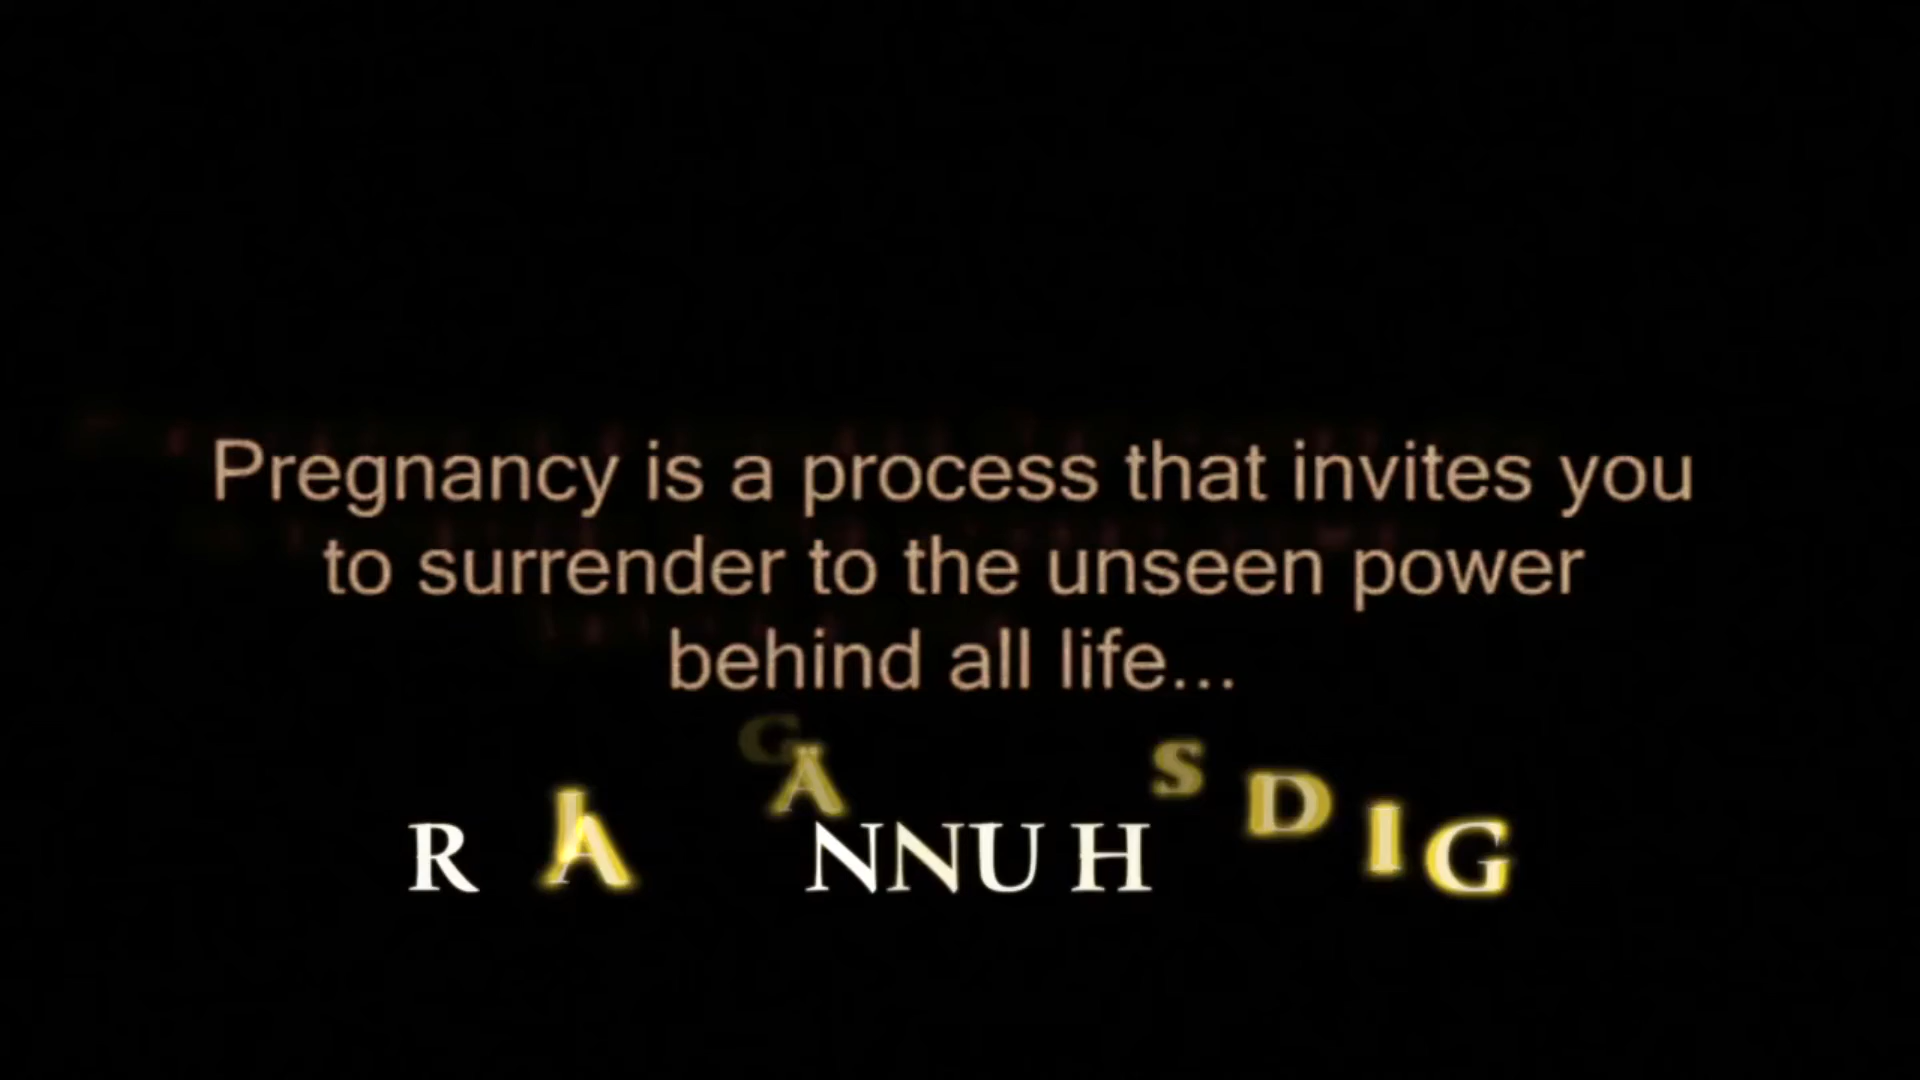 Pregnancy is a process that invites you
to surrender to the unseen power
behind all life...